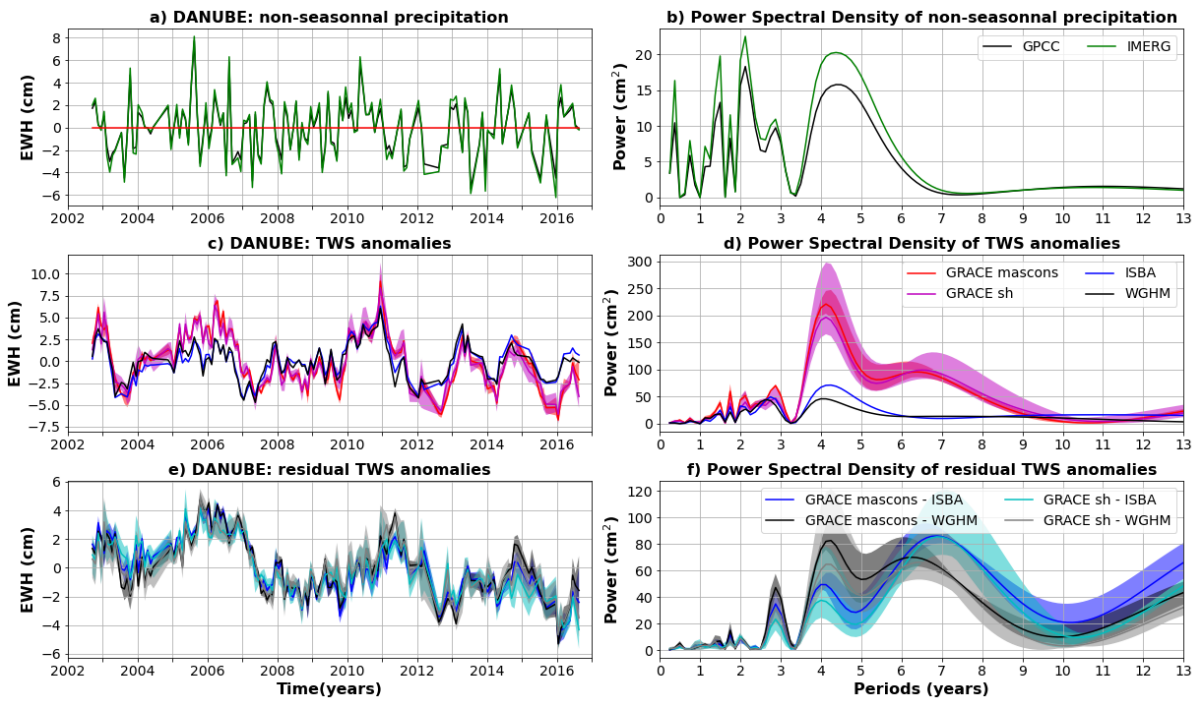 a) DANUBE: non-seasonnal precipitation
EWH (cm)
8
6
4
2
0
−2
−4
−6
2002 2004 2006 2008 2010 2012 2014 2016
b) Power Spectral Density of non-seasonnal precipitation
GPCC IMERG
Power (cm²)
20
15
10
5
0
0 1 2 3 4 5 6 7 8 9 10 11 12 13
c) DANUBE: TWS anomalies
EWH (cm)
10.0
7.5
5.0
2.5
0.0
−2.5
−5.0
−7.5
2002 2004 2006 2008 2010 2012 2014 2016
d) Power Spectral Density of TWS anomalies
GRACE mascons ISBA
GRACE sh WGHM
Power (cm²)
300
250
200
150
100
50
0
0 1 2 3 4 5 6 7 8 9 10 11 12 13
e) DANUBE: residual TWS anomalies
EWH (cm)
6
4
2
0
−2
−4
−6
2002 2004 2006 2008 2010 2012 2014 2016
Time(years)
f) Power Spectral Density of residual TWS anomalies
GRACE mascons - ISBA GRACE sh - ISBA
GRACE mascons - WGHM GRACE sh - WGHM
Power (cm²)
120
100
80
60
40
20
0
0 1 2 3 4 5 6 7 8 9 10 11 12 13
Periods (years)